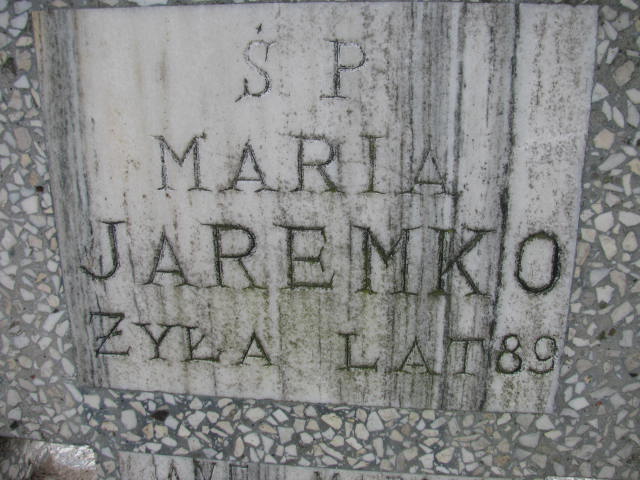 Ś P
MARIA
JAREMKO
ŻYŁA LAT 89